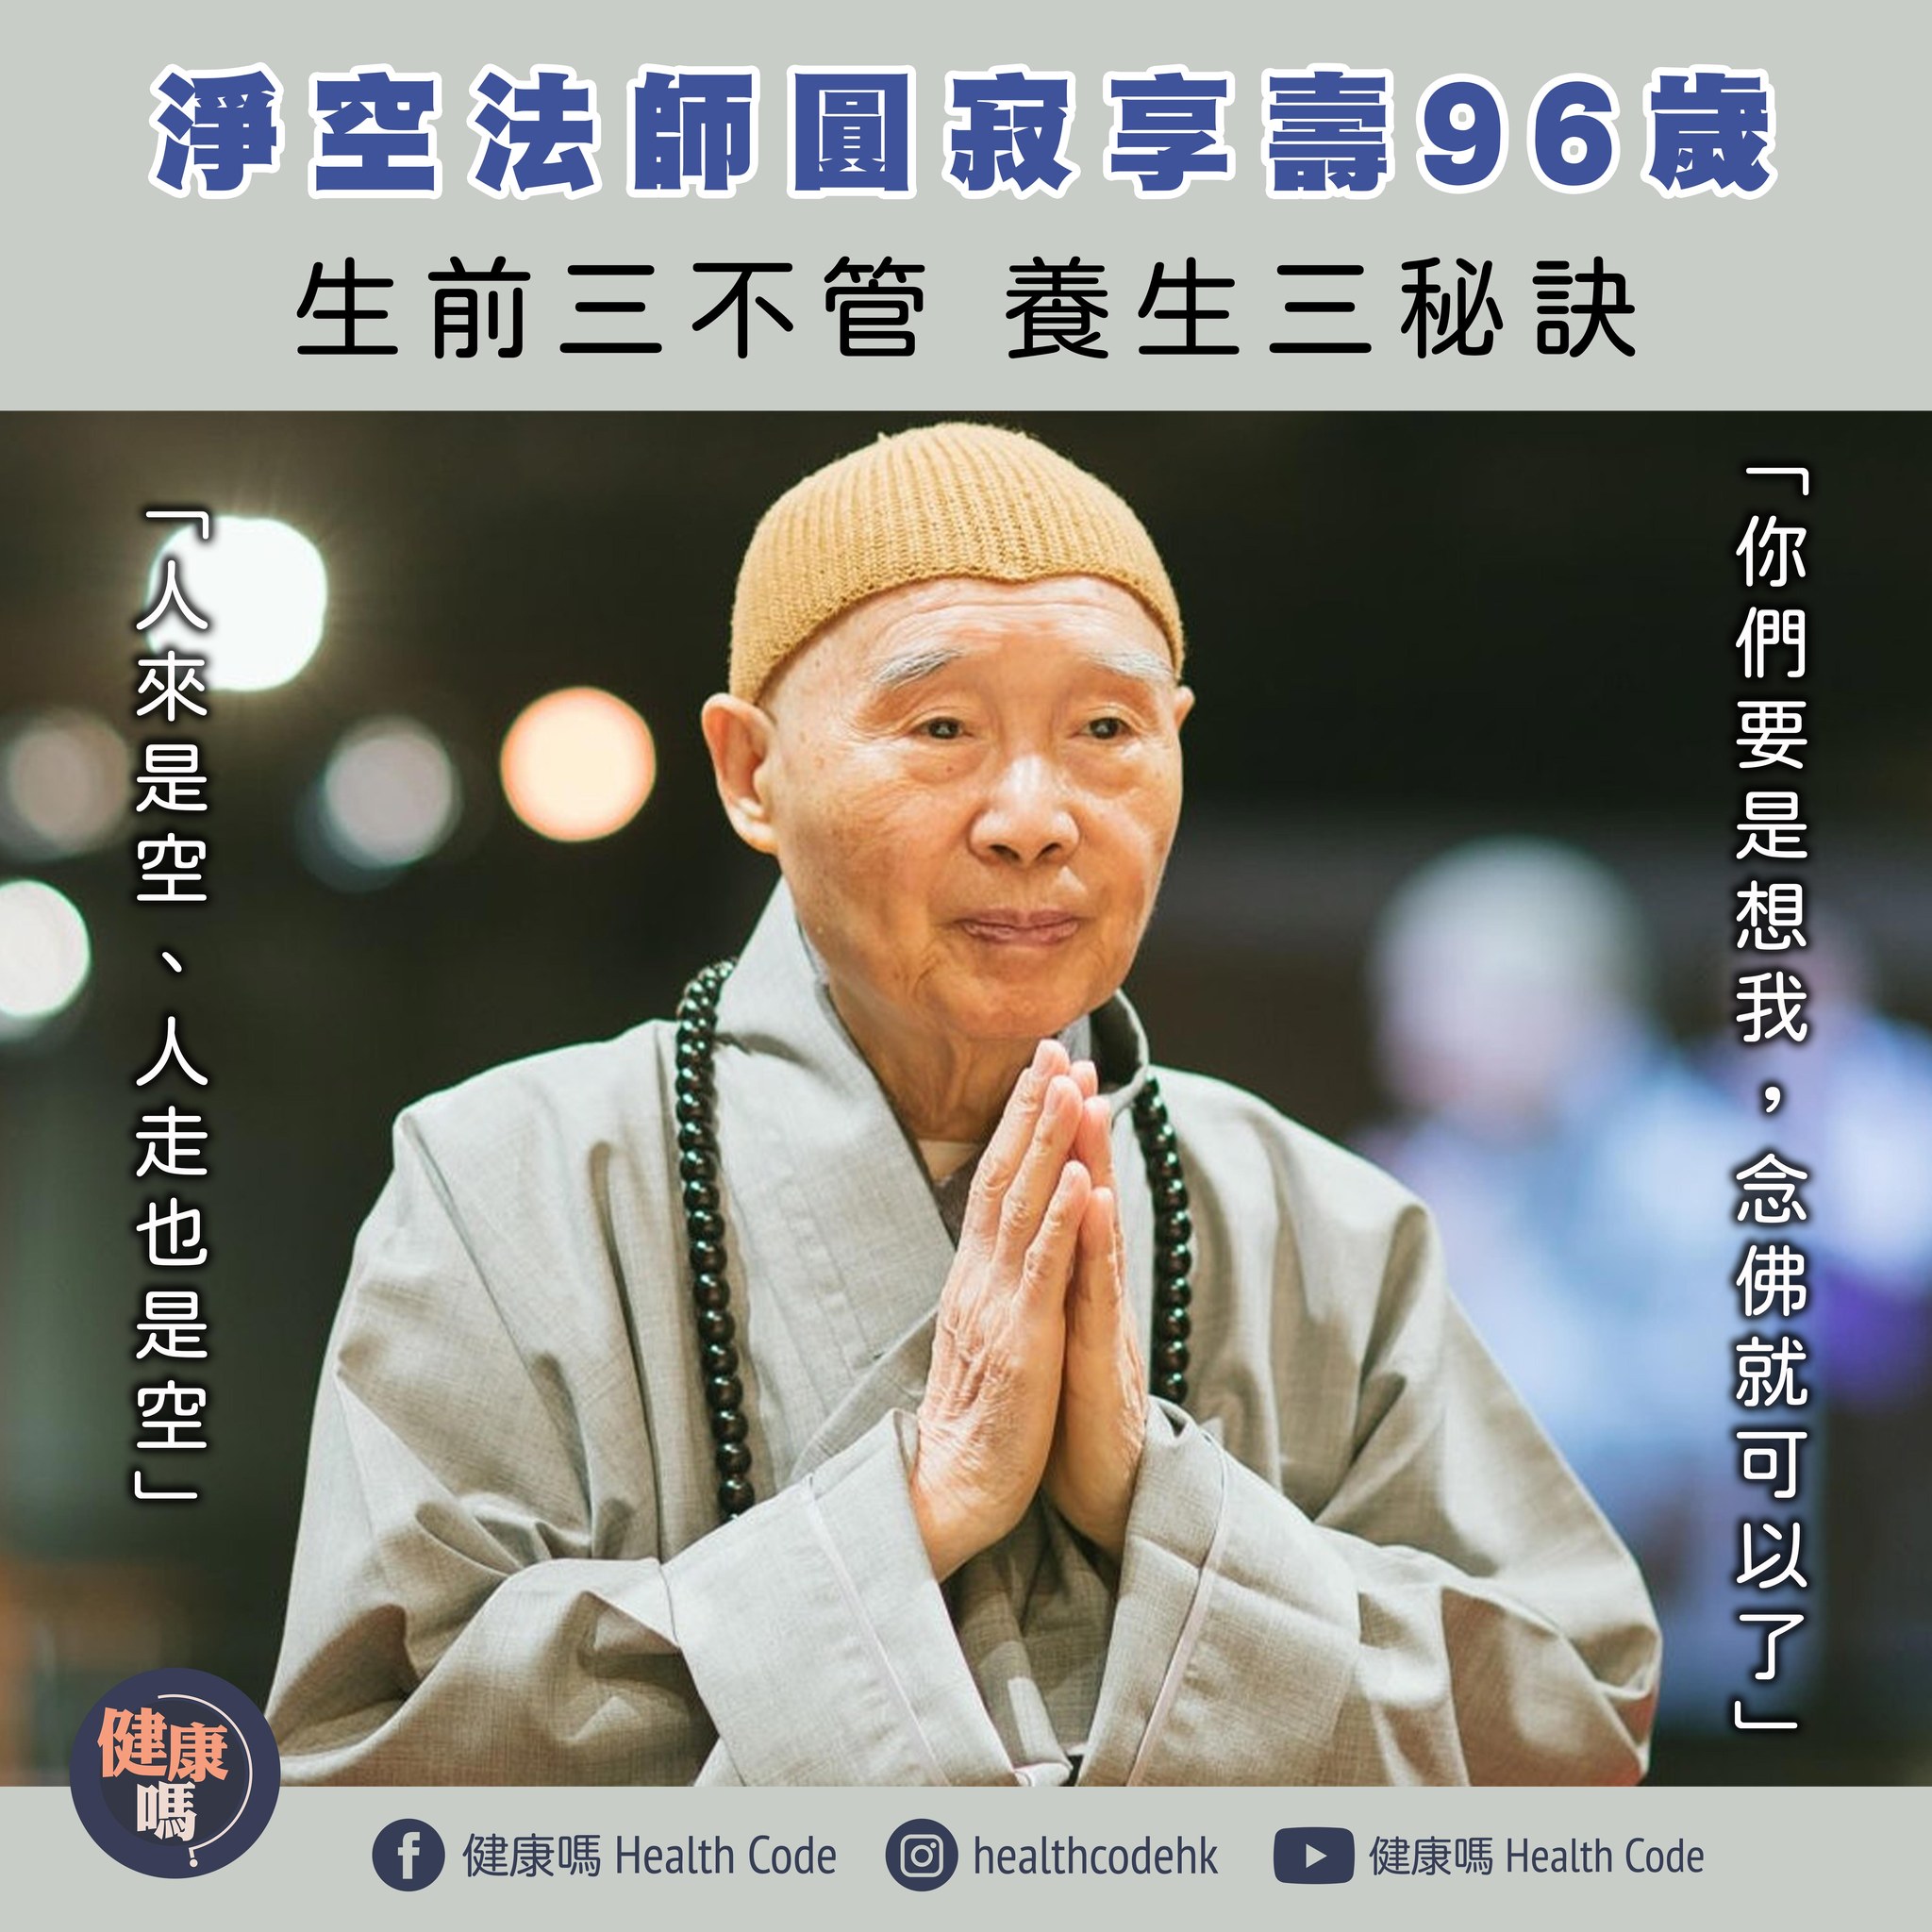 淨空法師圓寂享壽96歲
生前三不管 養生三秘訣
「你們要是想我，念佛就可以了」
「人來是空、人走也是空」
健康
嗎?
健康嗎 Health Code
healthcodehk
健康嗎 Health Code